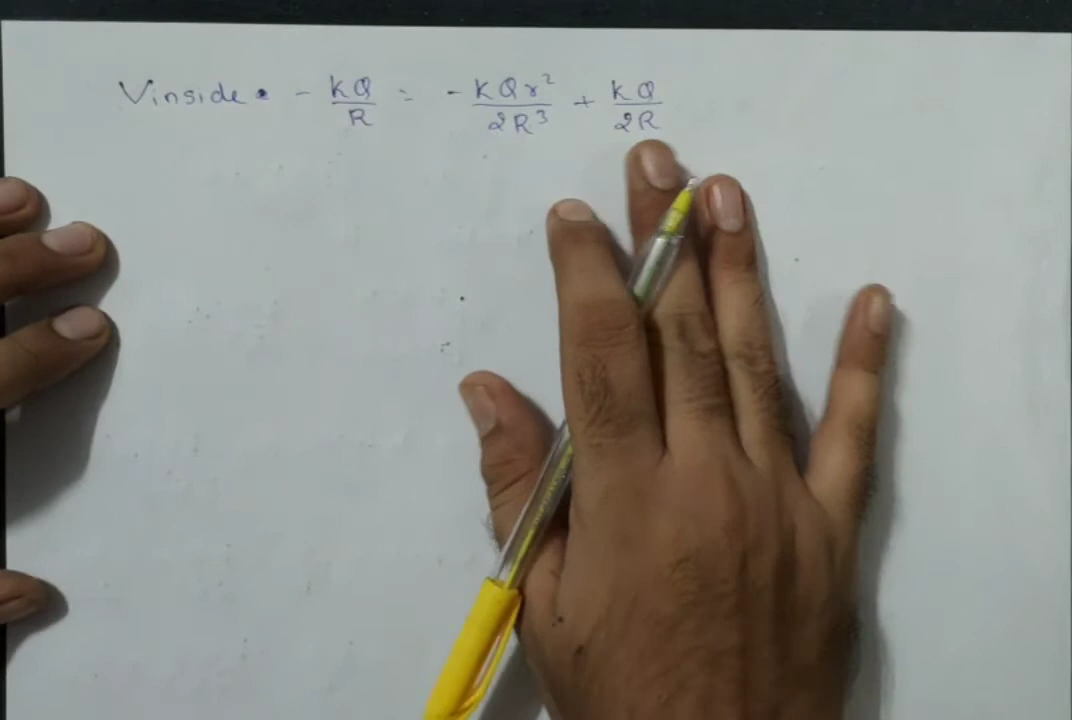 Vinside - kQ/R = - kQr²/2R³ + kQ/2R